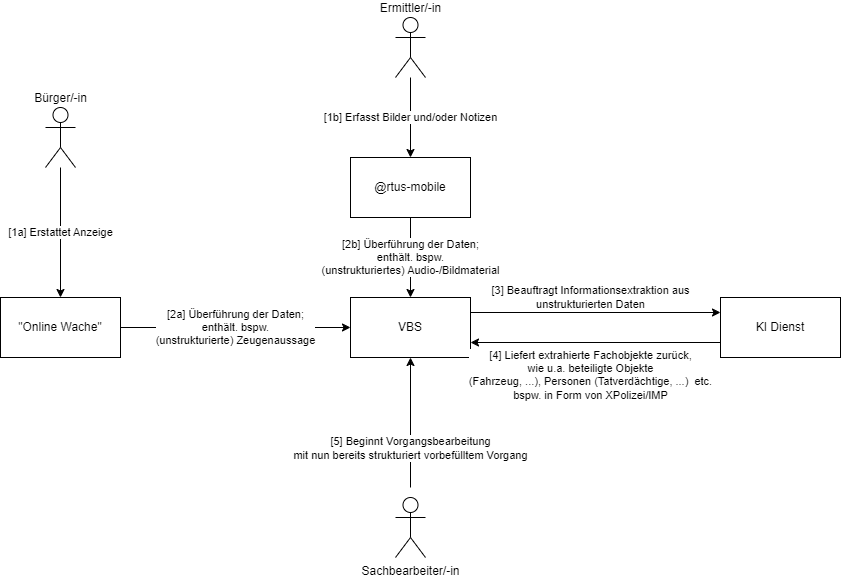 Ermittler/-in
Bürger/-in
[1b] Erfasst Bilder und/oder Notizen
@rtus-mobile
[1a] Erstattet Anzeige
[2b] Überführung der Daten;
enthält. bspw.
(unstrukturiertes) Audio-/Bildmaterial
[3] Beauftragt Informationsextraktion aus
unstrukturierten Daten
"Online Wache"
[2a] Überführung der Daten;
enthält. bspw.
(unstrukturierte) Zeugenaussage
VBS
KI Dienst
[4] Liefert extrahierte Fachobjekte zurück,
wie u.a. beteiligte Objekte
(Fahrzeug, ...), Personen (Tatverdächtige, ...) etc.
bspw. in Form von XPolizei/IMP
[5] Beginnt Vorgangsbearbeitung
mit nun bereits strukturiert vorbefülltem Vorgang
Sachbearbeiter/-in